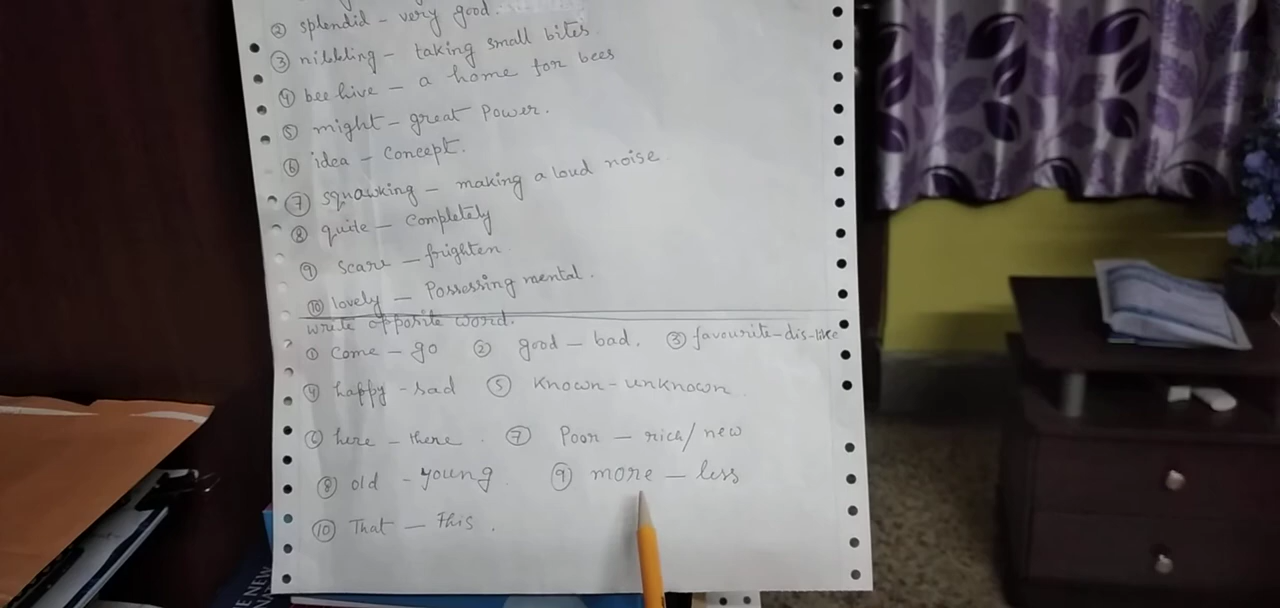 ② splendid - very good.
③ nibbling - taking small bites.
④ beehive - a home for bees
⑤ might - great Power.
⑥ idea - Concept.
⑦ squawking - making a loud noise
⑧ quite - Completely
⑨ scare - frighten.
⑩ lovely - Possessing mental.
write opposite word.
① Come - go ② good - bad. ③ favourite - dis-like
④ happy - sad ⑤ Known - unknown
⑥ here - there. ⑦ Poor - rich/new
⑧ old - young ⑨ more - less
⑩ That - This.
E NEW